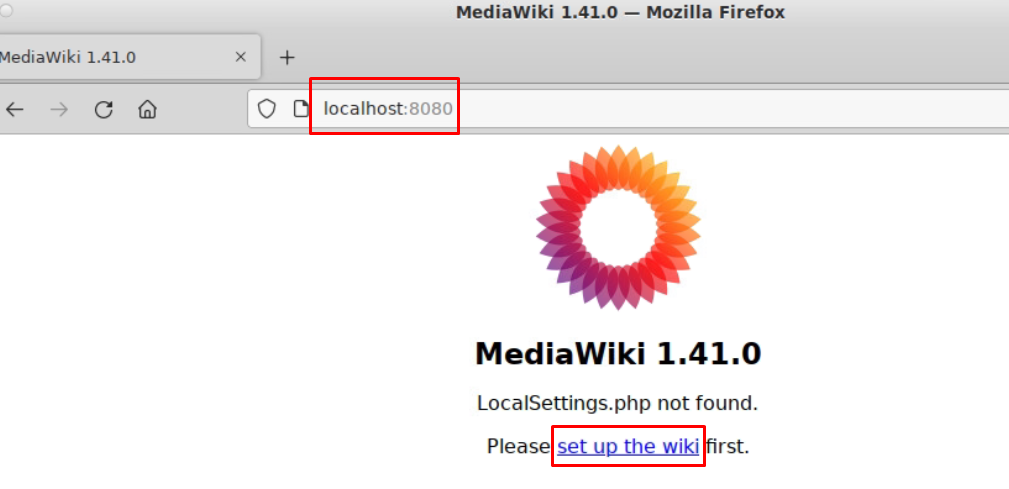 MediaWiki 1.41.0 — Mozilla Firefox
MediaWiki 1.41.0
localhost:8080
MediaWiki 1.41.0
LocalSettings.php not found.
Please set up the wiki first.